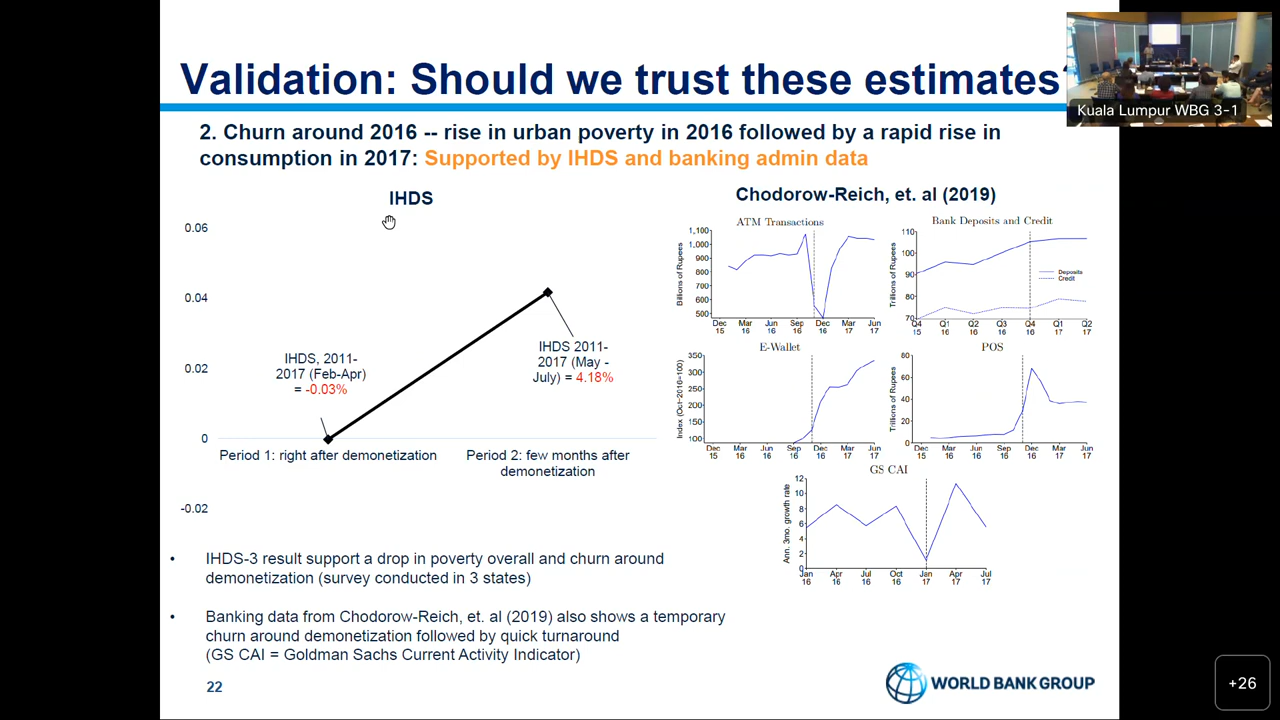 Validation: Should we trust these estimates
Kuala Lumpur WBG 3-1
2. Churn around 2016 -- rise in urban poverty in 2016 followed by a rapid rise in
consumption in 2017: Supported by IHDS and banking admin data
IHDS
0.06
0.04
0.02
0
-0.02
IHDS, 2011-
2017 (Feb-Apr)
= -0.03%
IHDS 2011-
2017 (May -
July) = 4.18%
Period 1: right after demonetization
Period 2: few months after
demonetization
Chodorow-Reich, et. al (2019)
ATM Transactions
Billions of Rupees
1,100
1,000
900
800
700
600
500
Dec 15 Mar 16 Jun 16 Sep 16 Dec 16 Mar 17 Jun 17
Bank Deposits and Credit
Trillions of Rupees
110
100
90
80
70
Deposits
Credit
Q4 15 Q1 16 Q2 16 Q3 16 Q4 16 Q1 17 Q2 17
E-Wallet
Index (Oct-2016=100)
350
300
250
200
150
100
Dec 15 Mar 16 Jun 16 Sep 16 Dec 16 Mar 17 Jun 17
POS
Trillions of Rupees
80
60
40
20
0
Dec 15 Mar 16 Jun 16 Sep 16 Dec 16 Mar 17 Jun 17
GS CAI
Ann. 3mo. growth rate
12
10
8
6
4
2
0
Jan 16 Apr 16 Jul 16 Oct 16 Jan 17 Apr 17 Jul 17
• IHDS-3 result support a drop in poverty overall and churn around
demonetization (survey conducted in 3 states)
• Banking data from Chodorow-Reich, et. al (2019) also shows a temporary
churn around demonetization followed by quick turnaround
(GS CAI = Goldman Sachs Current Activity Indicator)
22
WORLD BANK GROUP
+26